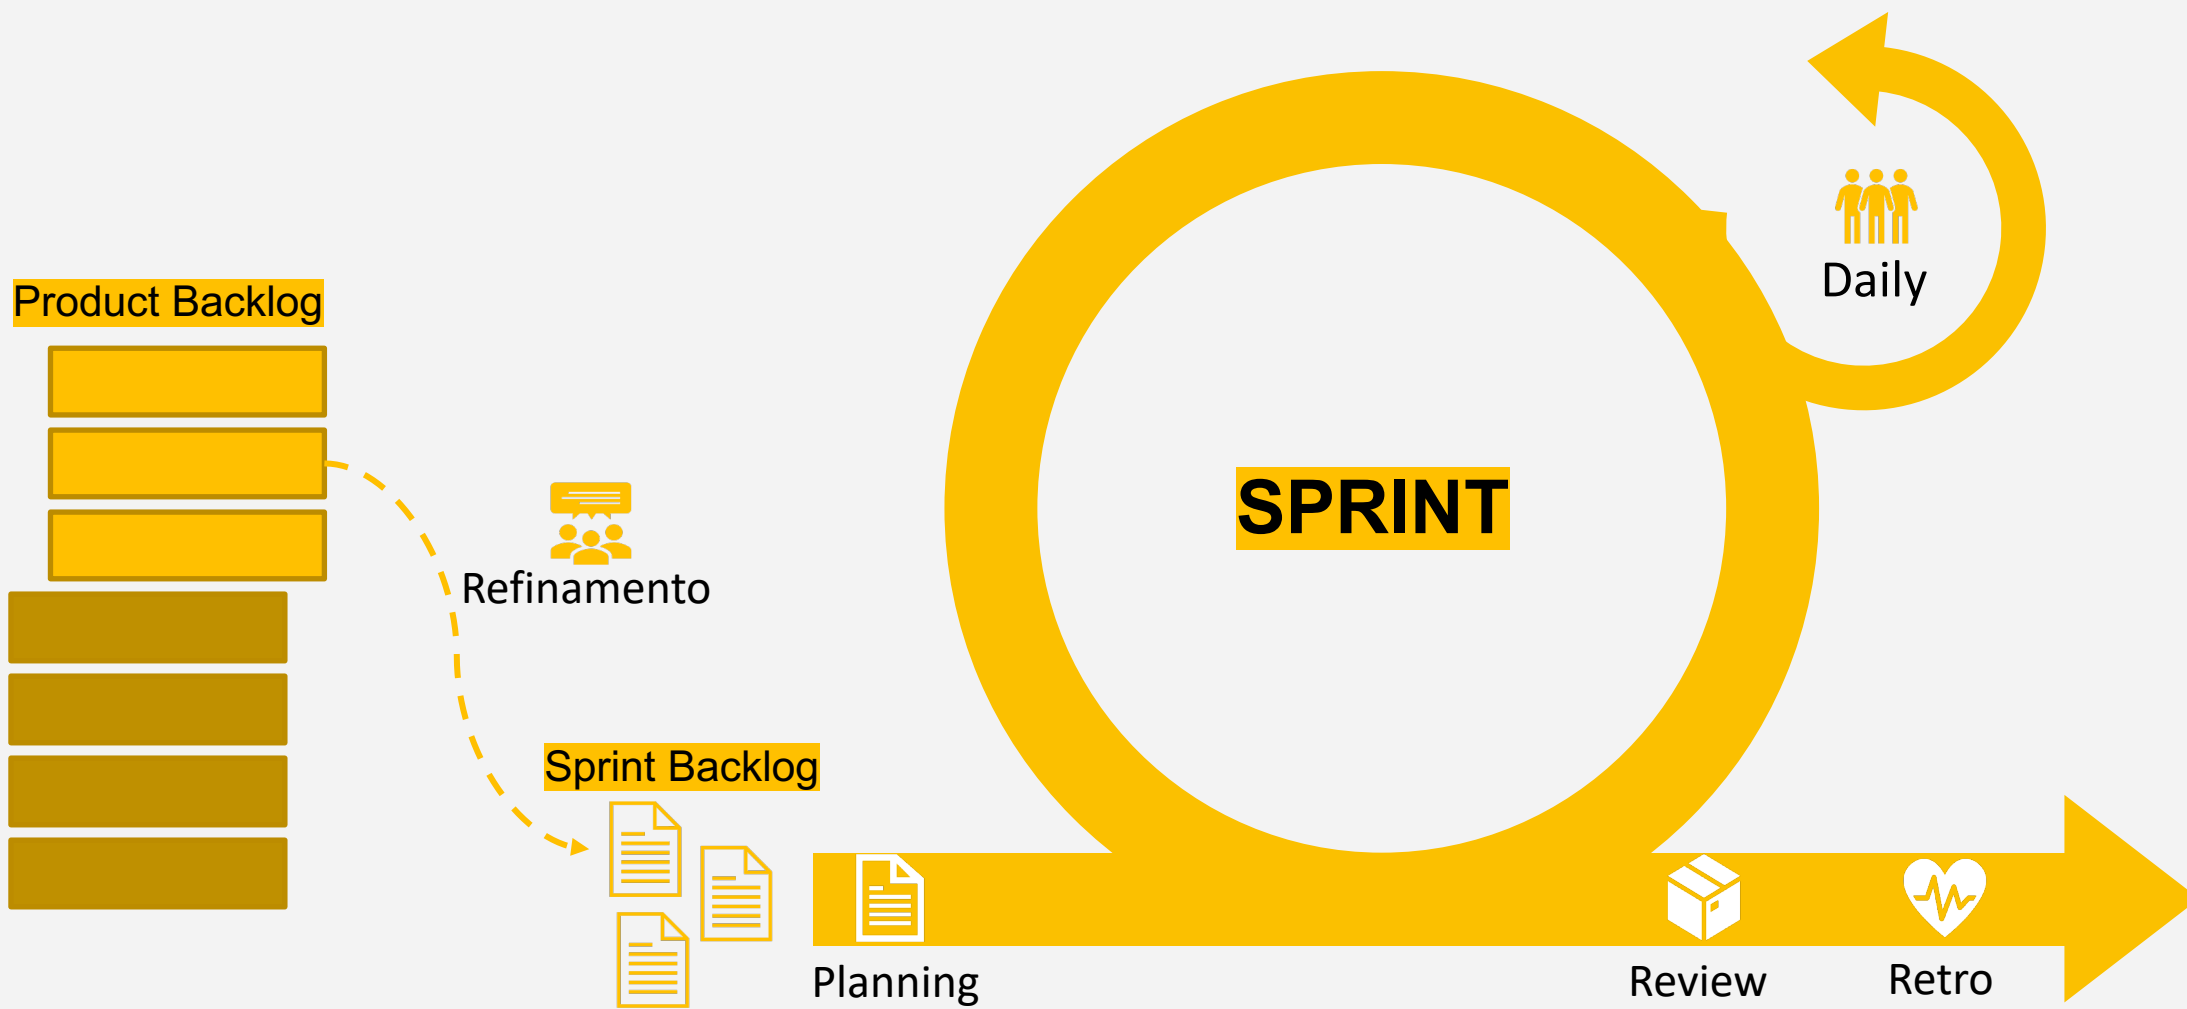 Product Backlog
Refinamento
Sprint Backlog
SPRINT
Daily
Planning
Review
Retro